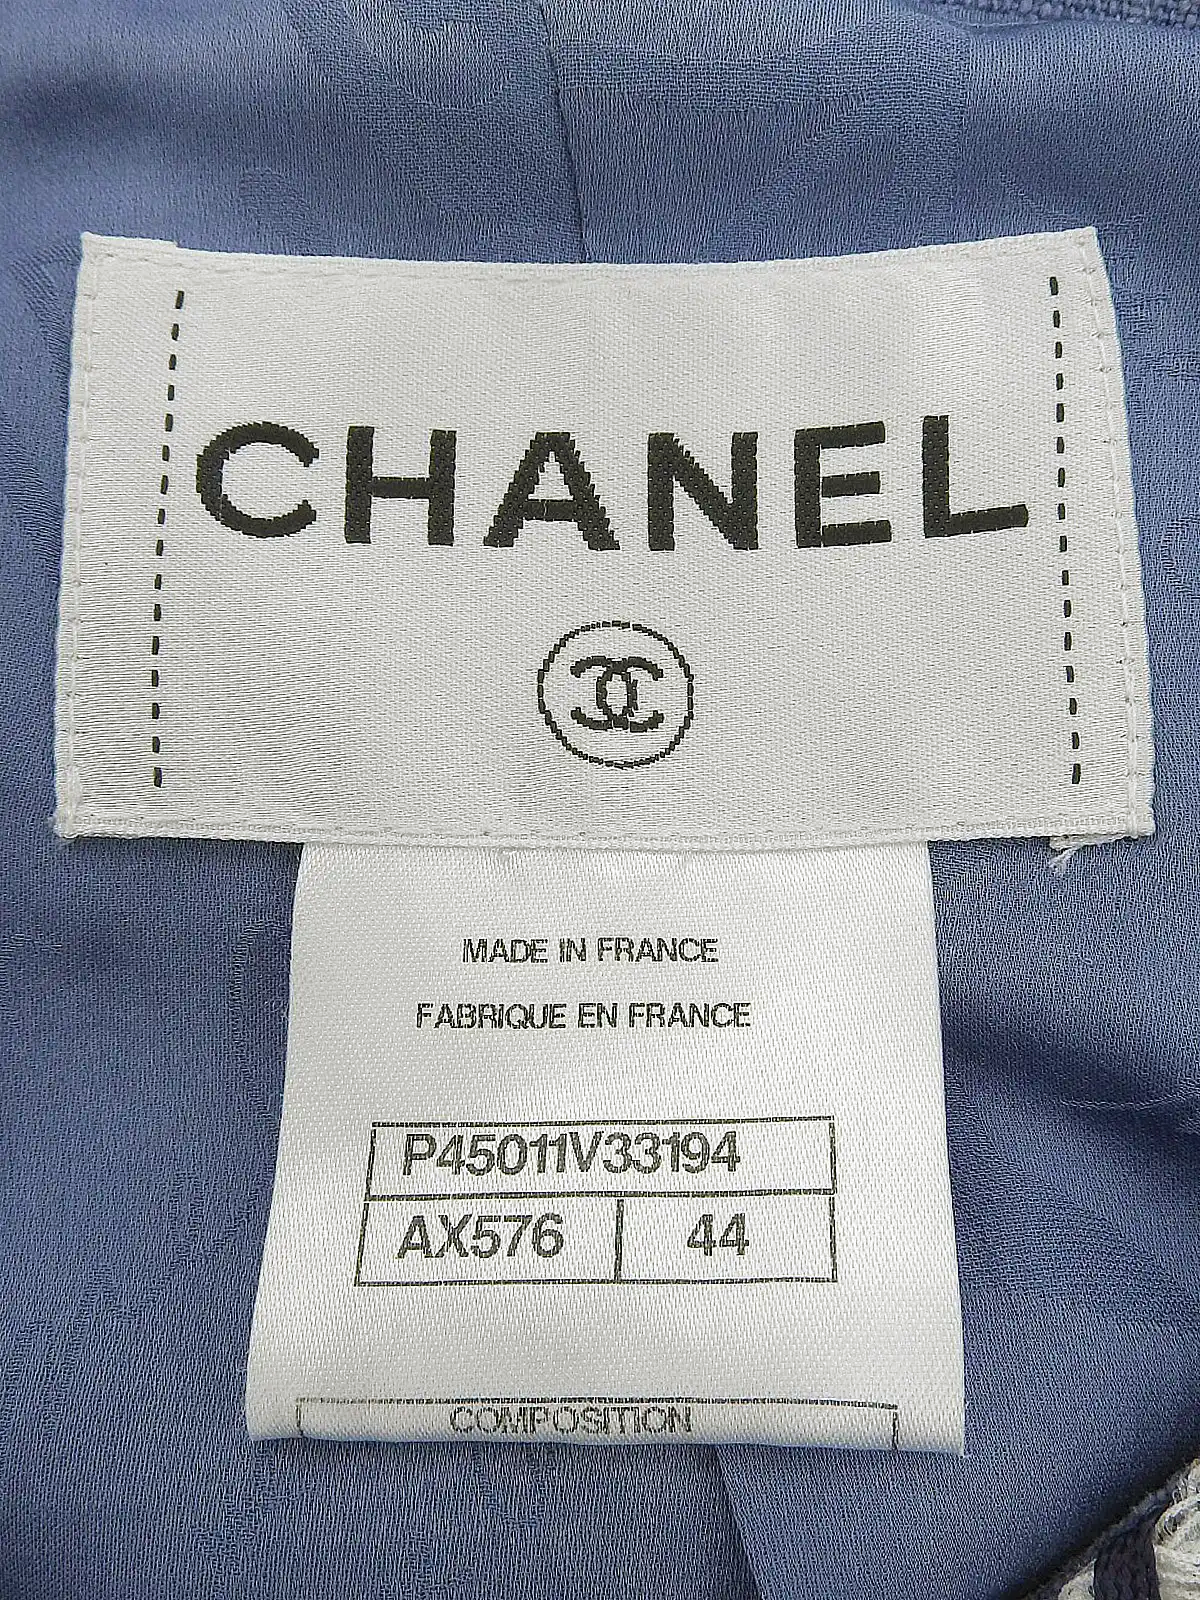 CHANEL
MADE IN FRANCE
FABRIQUE EN FRANCE
P45011V33194
AX576 44
COMPOSITION